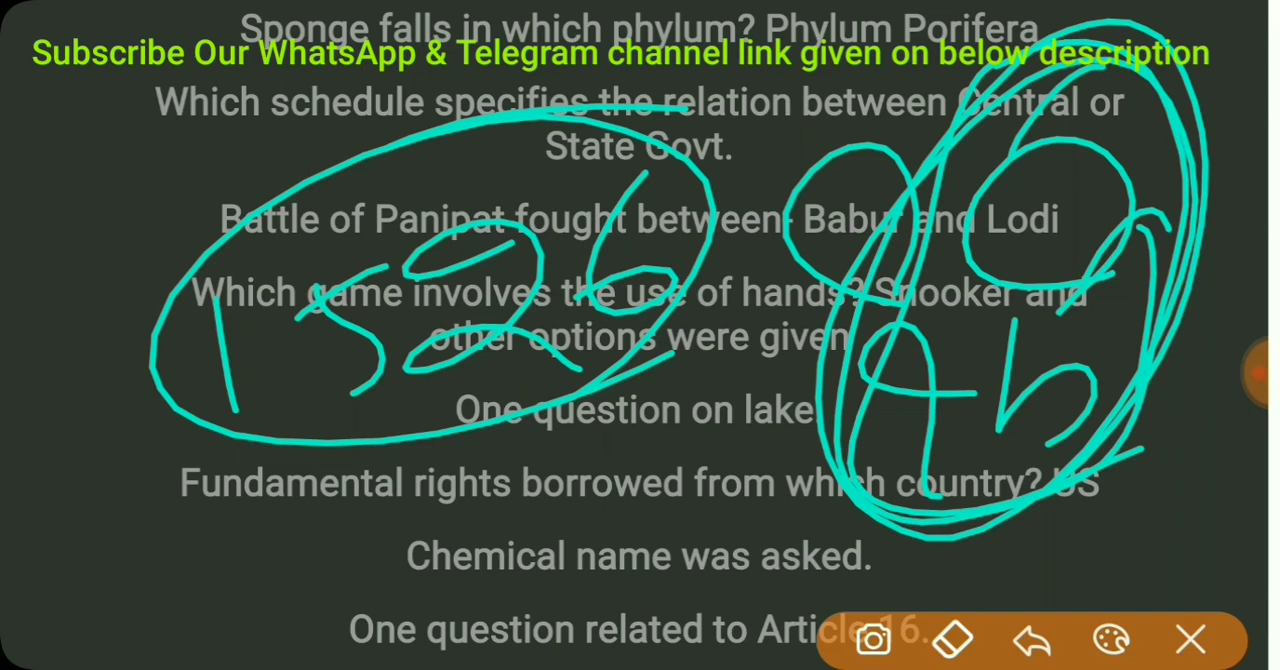 Sponge falls in which phylum? Phylum Porifera
Subscribe Our WhatsApp & Telegram channel link given on below description
Which schedule specifies the relation between Central or
State Govt.
Battle of Panipat fought between- Babur and Lodi
1526
Which game involves the use of hands? Snooker and
other options were given
One question on lake.
Fundamental rights borrowed from which country? US
Chemical name was asked.
One question related to Article 16.